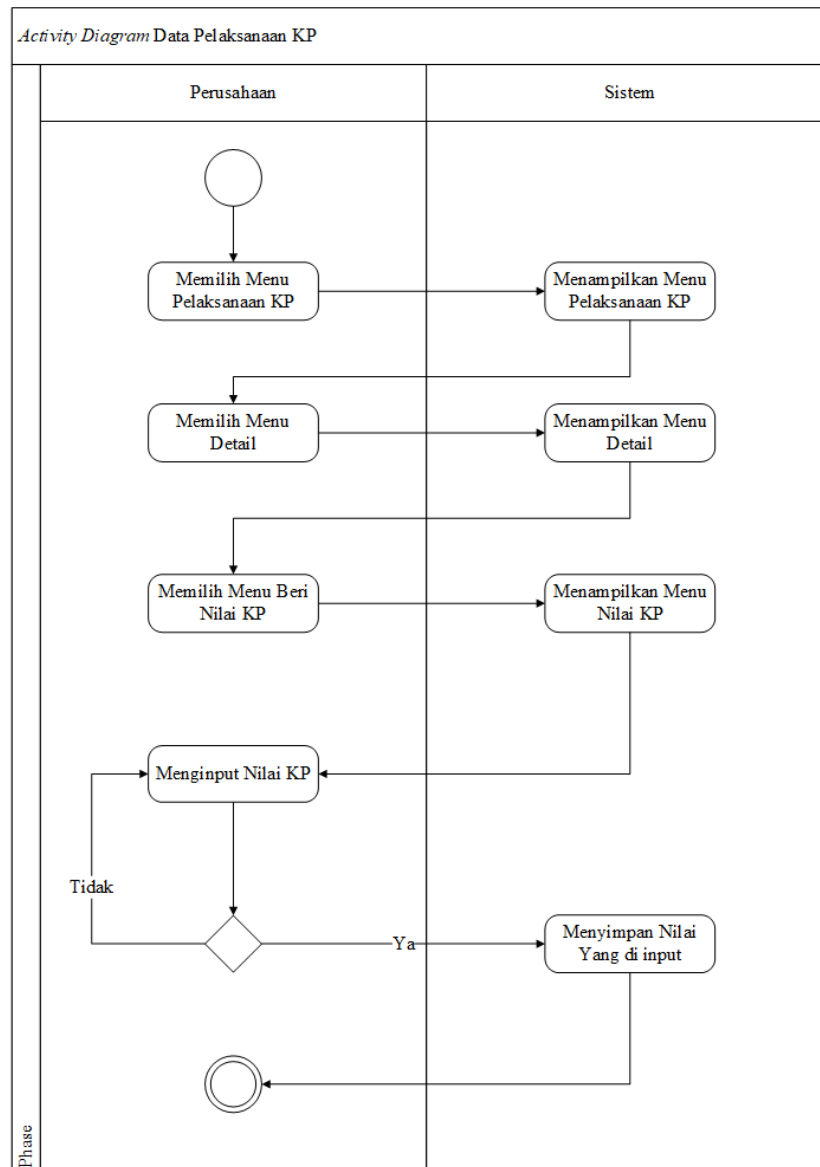 Activity Diagram Data Pelaksanaan KP
Perusahaan
Sistem
Memilih Menu
Pelaksanaan KP
Menampilkan Menu
Pelaksanaan KP
Memilih Menu
Detail
Menampilkan Menu
Detail
Memilih Menu Beri
Nilai KP
Menampilkan Menu
Nilai KP
Menginput Nilai KP
Tidak
Ya
Menyimpan Nilai
Yang di input
Phase